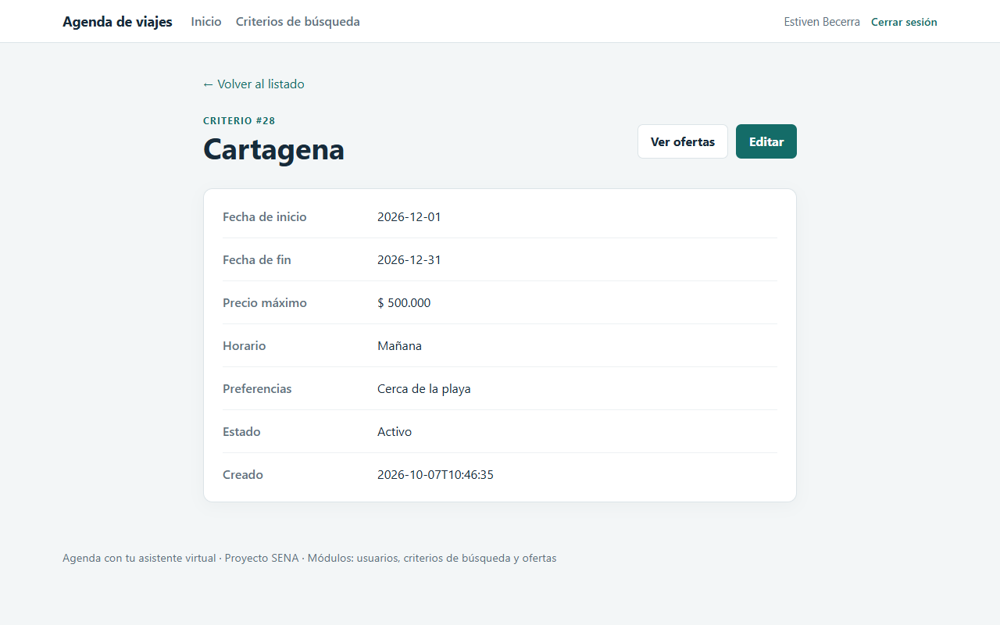 Agenda de viajes Inicio Criterios de búsqueda Estiven Becerra Cerrar sesión
← Volver al listado
CRITERIO #28
Cartagena
Ver ofertas Editar
Fecha de inicio 2026-12-01
Fecha de fin 2026-12-31
Precio máximo $ 500.000
Horario Mañana
Preferencias Cerca de la playa
Estado Activo
Creado 2026-10-07T10:46:35
Agenda con tu asistente virtual · Proyecto SENA · Módulos: usuarios, criterios de búsqueda y ofertas